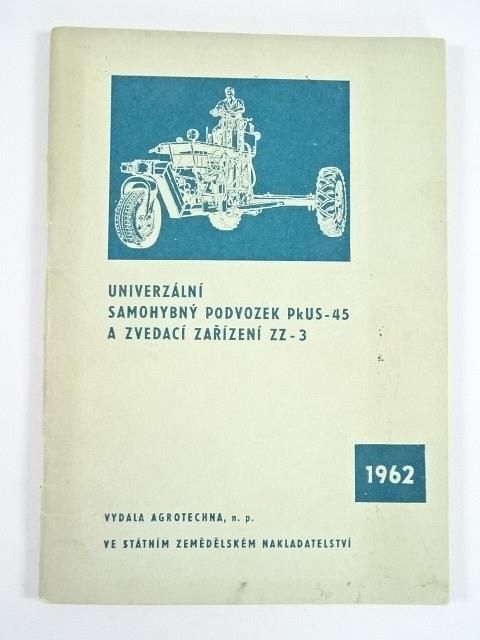 UNIVERZÁLNÍ
SAMOHYBNÝ PODVOZEK PkUS-45
A ZVEDACÍ ZAŘÍZENÍ ZZ-3
1962
VYDALA AGROTECHNA, n. p.
VE STÁTNÍM ZEMĚDĚLSKÉM NAKLADATELSTVÍ